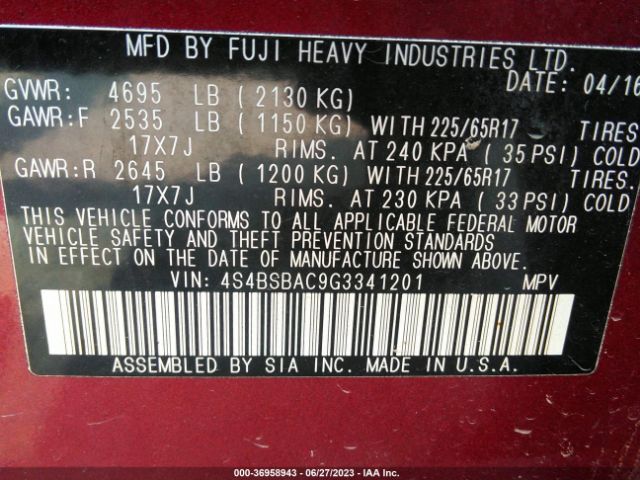 MFD BY FUJI HEAVY INDUSTRIES LTD.
DATE: 04/16
GVWR: 4695 LB ( 2130 KG)
GAWR:F 2535 LB ( 1150 KG) WITH 225/65R17 TIRES
17X7J RIMS. AT 240 KPA ( 35 PSI) COLD
GAWR:R 2645 LB ( 1200 KG) WITH 225/65R17 TIRES.
17X7J RIMS. AT 230 KPA ( 33 PSI) COLD
THIS VEHICLE CONFORMS TO ALL APPLICABLE FEDERAL MOTOR
VEHICLE SAFETY AND THEFT PREVENTION STANDARDS
IN EFFECT ON THE DATE OF MANUFACTURE SHOWN ABOVE.
VIN: 4S4BSBAC9G3341201 MPV
ASSEMBLED BY SIA INC. MADE IN U.S.A.
000-36958943 / 06/27/2023 / IAA Inc.